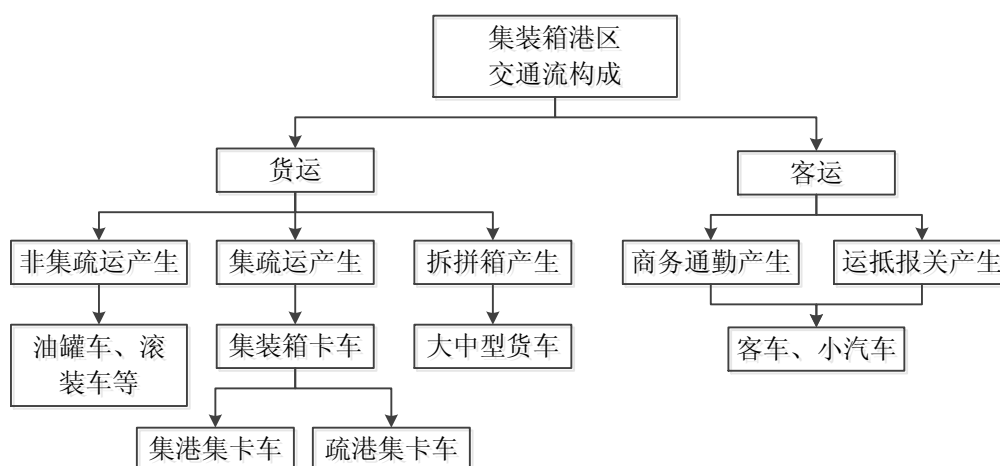 集装箱港区
交通流构成
货运
客运
非集疏运产生
集疏运产生
拆拼箱产生
商务通勤产生
运抵报关产生
油罐车、滚
装车等
集装箱卡车
大中型货车
客车、小汽车
集港集卡车
疏港集卡车